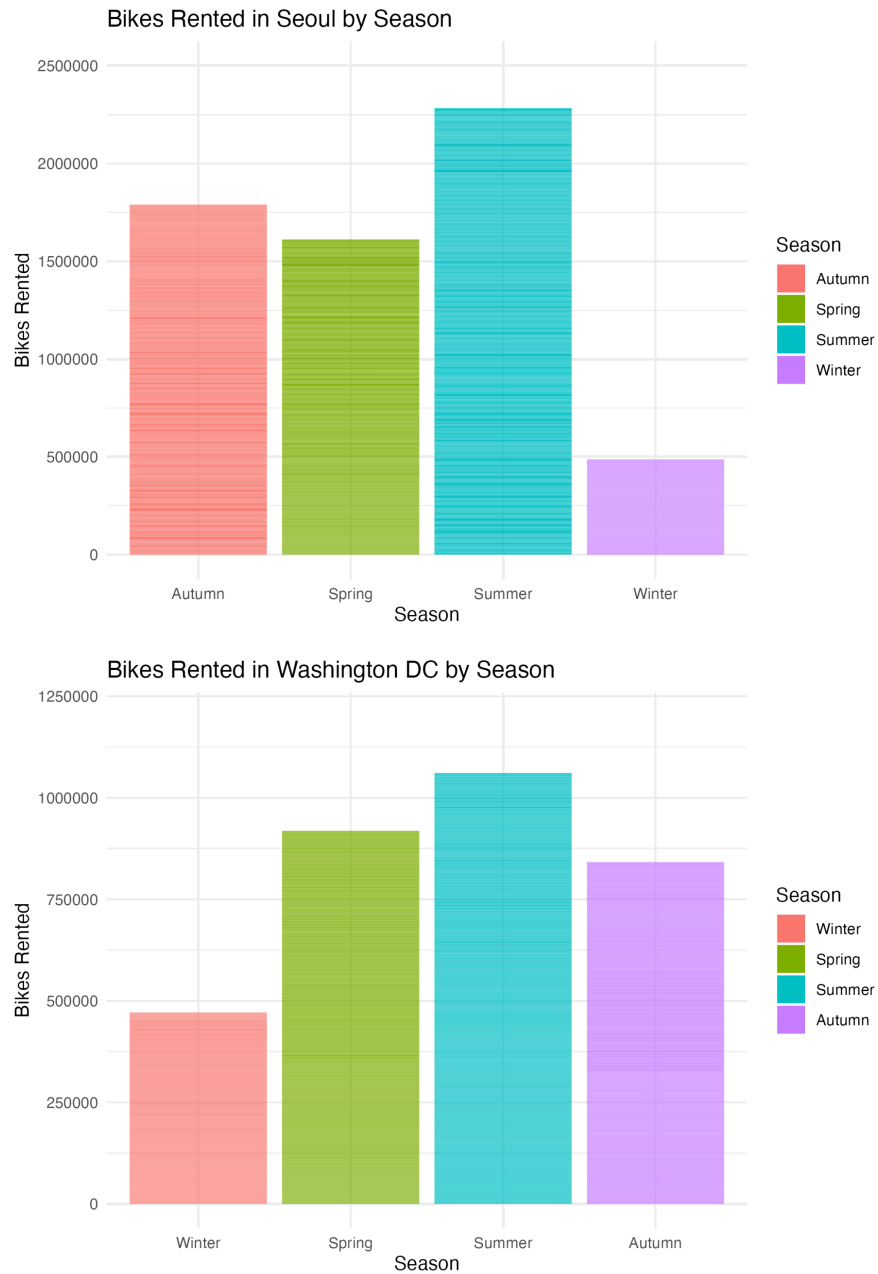 Bikes Rented in Seoul by Season
2500000
2000000
1500000
1000000
500000
0
Bikes Rented
Autumn
Spring
Summer
Winter
Season
Season
Autumn
Spring
Summer
Winter
Bikes Rented in Washington DC by Season
1250000
1000000
750000
500000
250000
0
Bikes Rented
Winter
Spring
Summer
Autumn
Season
Season
Winter
Spring
Summer
Autumn